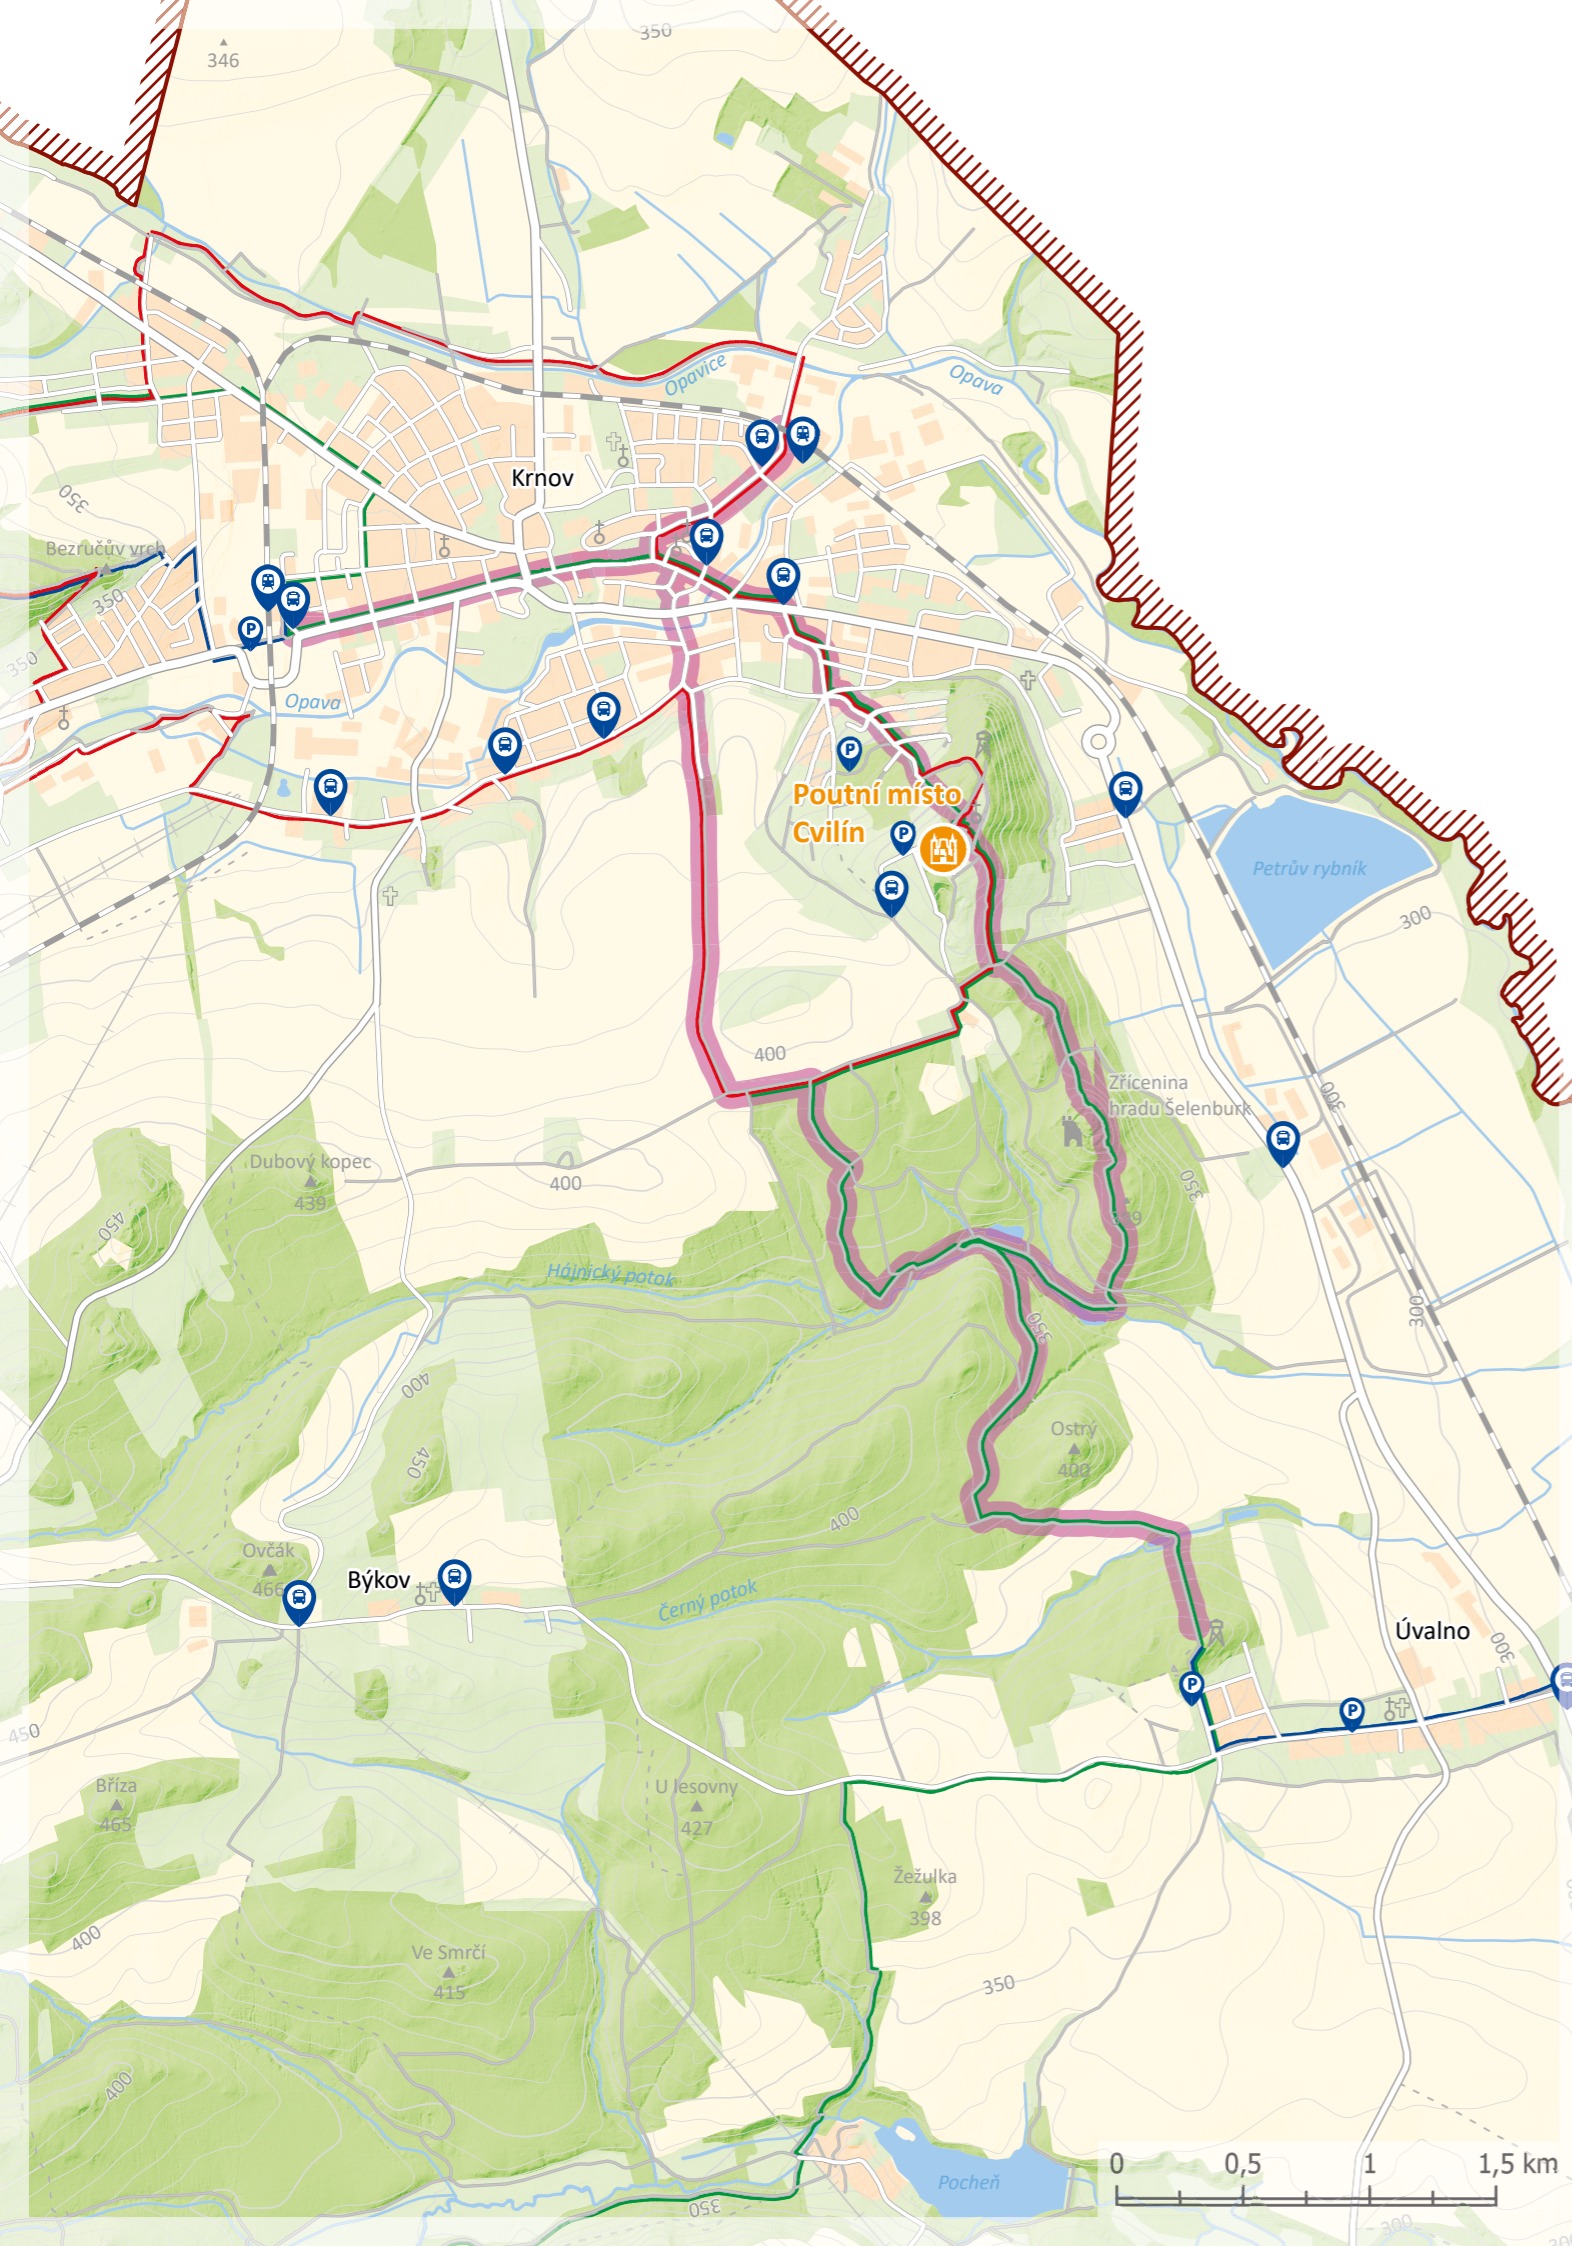 350
346
Opavice
Opava
Krnov
350
Bezručův vrch
350
350
P
Opava
P
Poutní místo
Cvilín
P
Petrův rybník
300
400
Zřícenina
hradu Šelenburk
300
Dubový kopec
439
400
350
450
Hájnický potok
300
350
400
Ostrý
400
450
400
Ovčák
466
Býkov
Černý potok
Úvalno
300
P
P
450
Bříza
465
U lesovny
427
Žežulka
398
400
Ve Smrčí
415
350
400
0 0,5 1 1,5 km
Pocheň
350
300